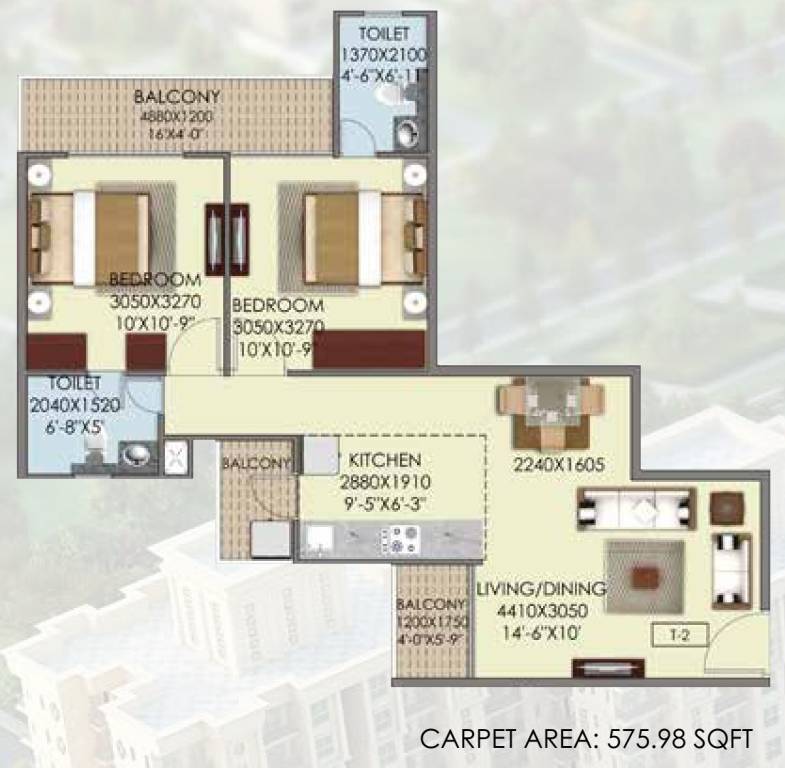 TOILET
1370X2100
4'-6"X6'-11"
BALCONY
4880X1200
16'X4'-0"
BEDROOM
3050X3270
10'X10'-9"
BEDROOM
3050X3270
10'X10'-9"
TOILET
2040X1520
6'-8"X5'
BALCONY
KITCHEN
2880X1910
9'-5"X6'-3"
2240X1605
LIVING/DINING
4410X3050
14'-6"X10'
BALCONY
1200X1750
4'-0"X5'-9"
T-2
CARPET AREA: 575.98 SQFT